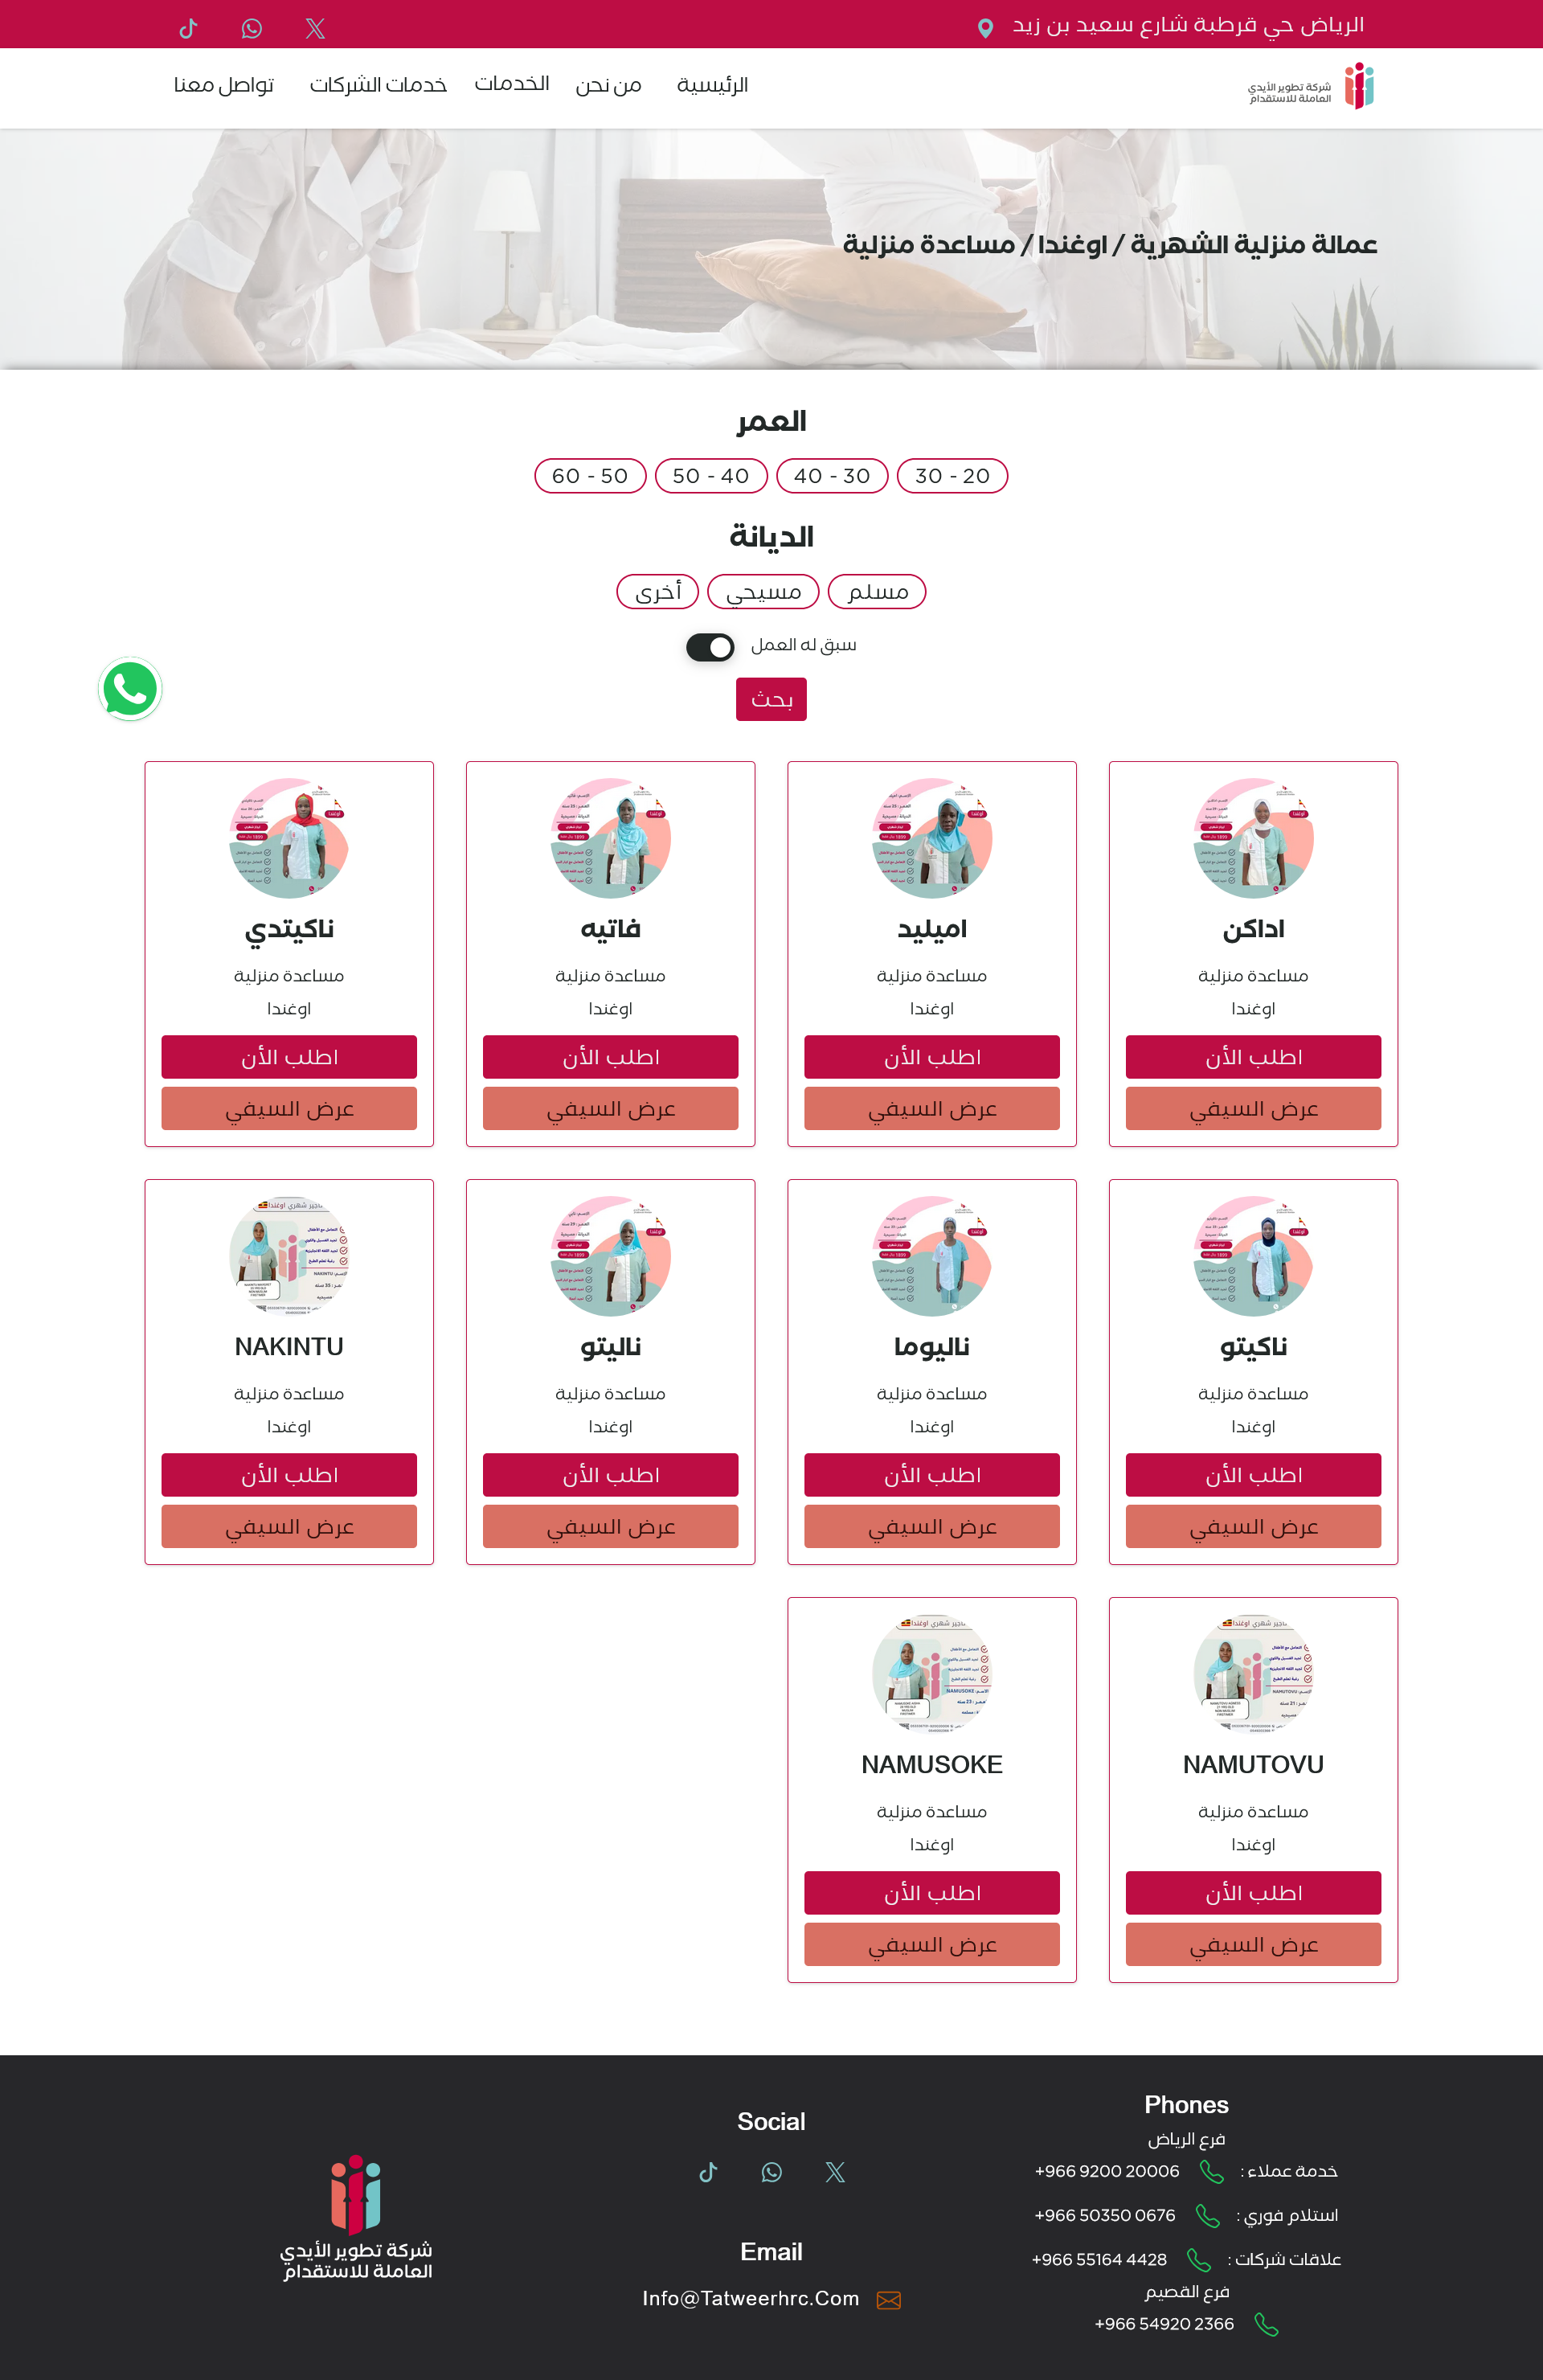 الرياض حي قرطبة شارع سعيد بن زيد
شركة تطوير الأيدي
العاملة للاستقدام
الرئيسية
من نحن
الخدمات
خدمات الشركات
تواصل معنا
عمالة منزلية الشهرية / اوغندا / مساعدة منزلية
العمر
20 - 30
30 - 40
40 - 50
50 - 60
الديانة
مسلم
مسيحي
أخرى
سبق له العمل
بحث
اداكن
مساعدة منزلية
اوغندا
اطلب الأن
عرض السيفي
اميليد
مساعدة منزلية
اوغندا
اطلب الأن
عرض السيفي
فاتيه
مساعدة منزلية
اوغندا
اطلب الأن
عرض السيفي
ناكيتدي
مساعدة منزلية
اوغندا
اطلب الأن
عرض السيفي
ناكيتو
مساعدة منزلية
اوغندا
اطلب الأن
عرض السيفي
ناليوما
مساعدة منزلية
اوغندا
اطلب الأن
عرض السيفي
ناليتو
مساعدة منزلية
اوغندا
اطلب الأن
عرض السيفي
NAKINTU
مساعدة منزلية
اوغندا
اطلب الأن
عرض السيفي
NAMUTOVU
مساعدة منزلية
اوغندا
اطلب الأن
عرض السيفي
NAMUSOKE
مساعدة منزلية
اوغندا
اطلب الأن
عرض السيفي
Phones
فرع الرياض
خدمة عملاء : +966 9200 20006
استلام فوري : +966 50350 0676
علاقات شركات : +966 55164 4428
فرع القصيم
+966 54920 2366
Social
Email
Info@Tatweerhrc.Com
شركة تطوير الأيدي
العاملة للاستقدام